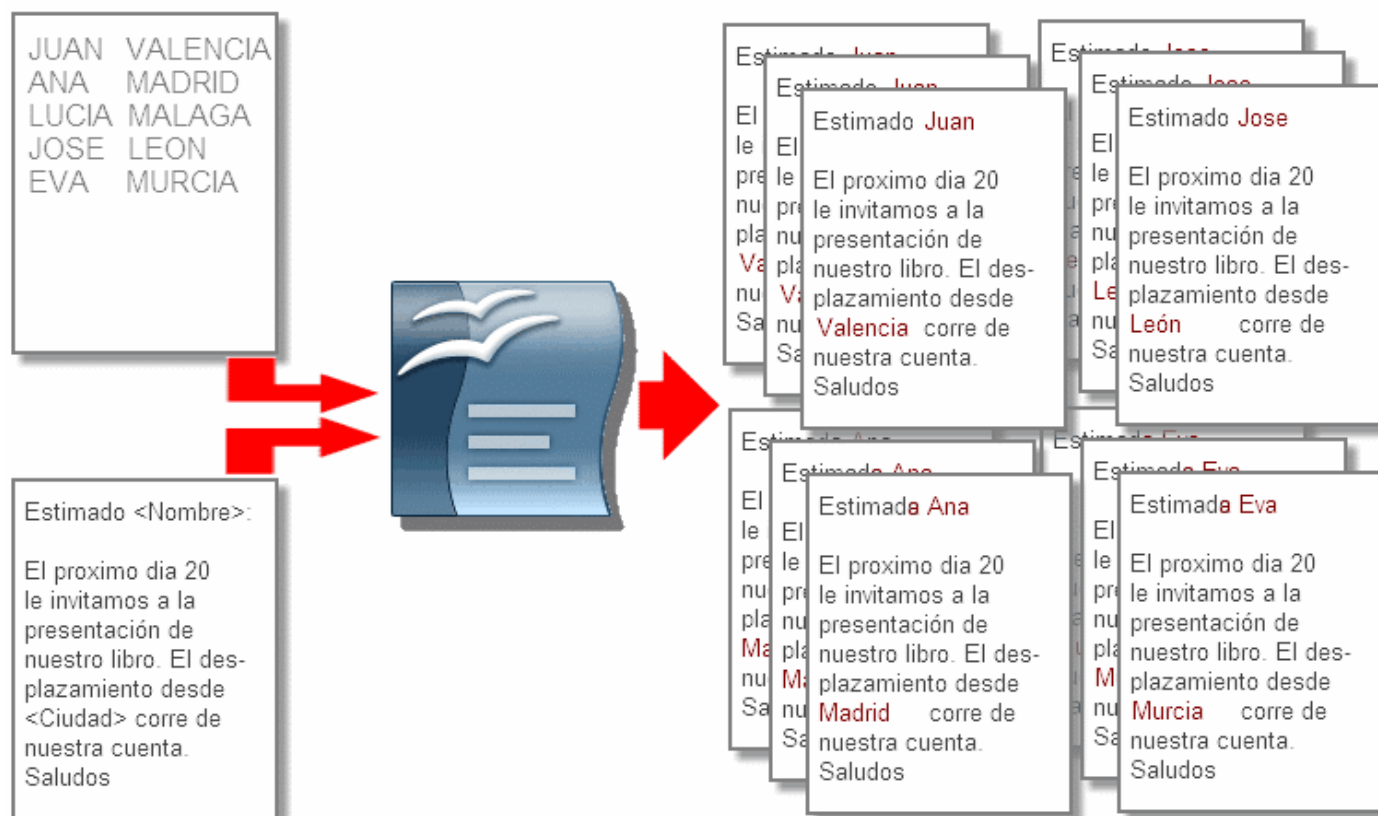 JUAN VALENCIA
ANA MADRID
LUCIA MALAGA
JOSE LEON
EVA MURCIA
Estimado <Nombre>:
El proximo dia 20
le invitamos a la
presentación de
nuestro libro. El des-
plazamiento desde
<Ciudad> corre de
nuestra cuenta.
Saludos
Estimado Juan
El proximo dia 20
le invitamos a la
presentación de
nuestro libro. El des-
plazamiento desde
Valencia corre de
nuestra cuenta.
Saludos
Estimado Jose
El proximo dia 20
le invitamos a la
presentación de
nuestro libro. El des-
plazamiento desde
León corre de
nuestra cuenta.
Saludos
Estimada Ana
El proximo dia 20
le invitamos a la
presentación de
nuestro libro. El des-
plazamiento desde
Madrid corre de
nuestra cuenta.
Saludos
Estimada Eva
El proximo dia 20
le invitamos a la
presentación de
nuestro libro. El des-
plazamiento desde
Murcia corre de
nuestra cuenta.
Saludos